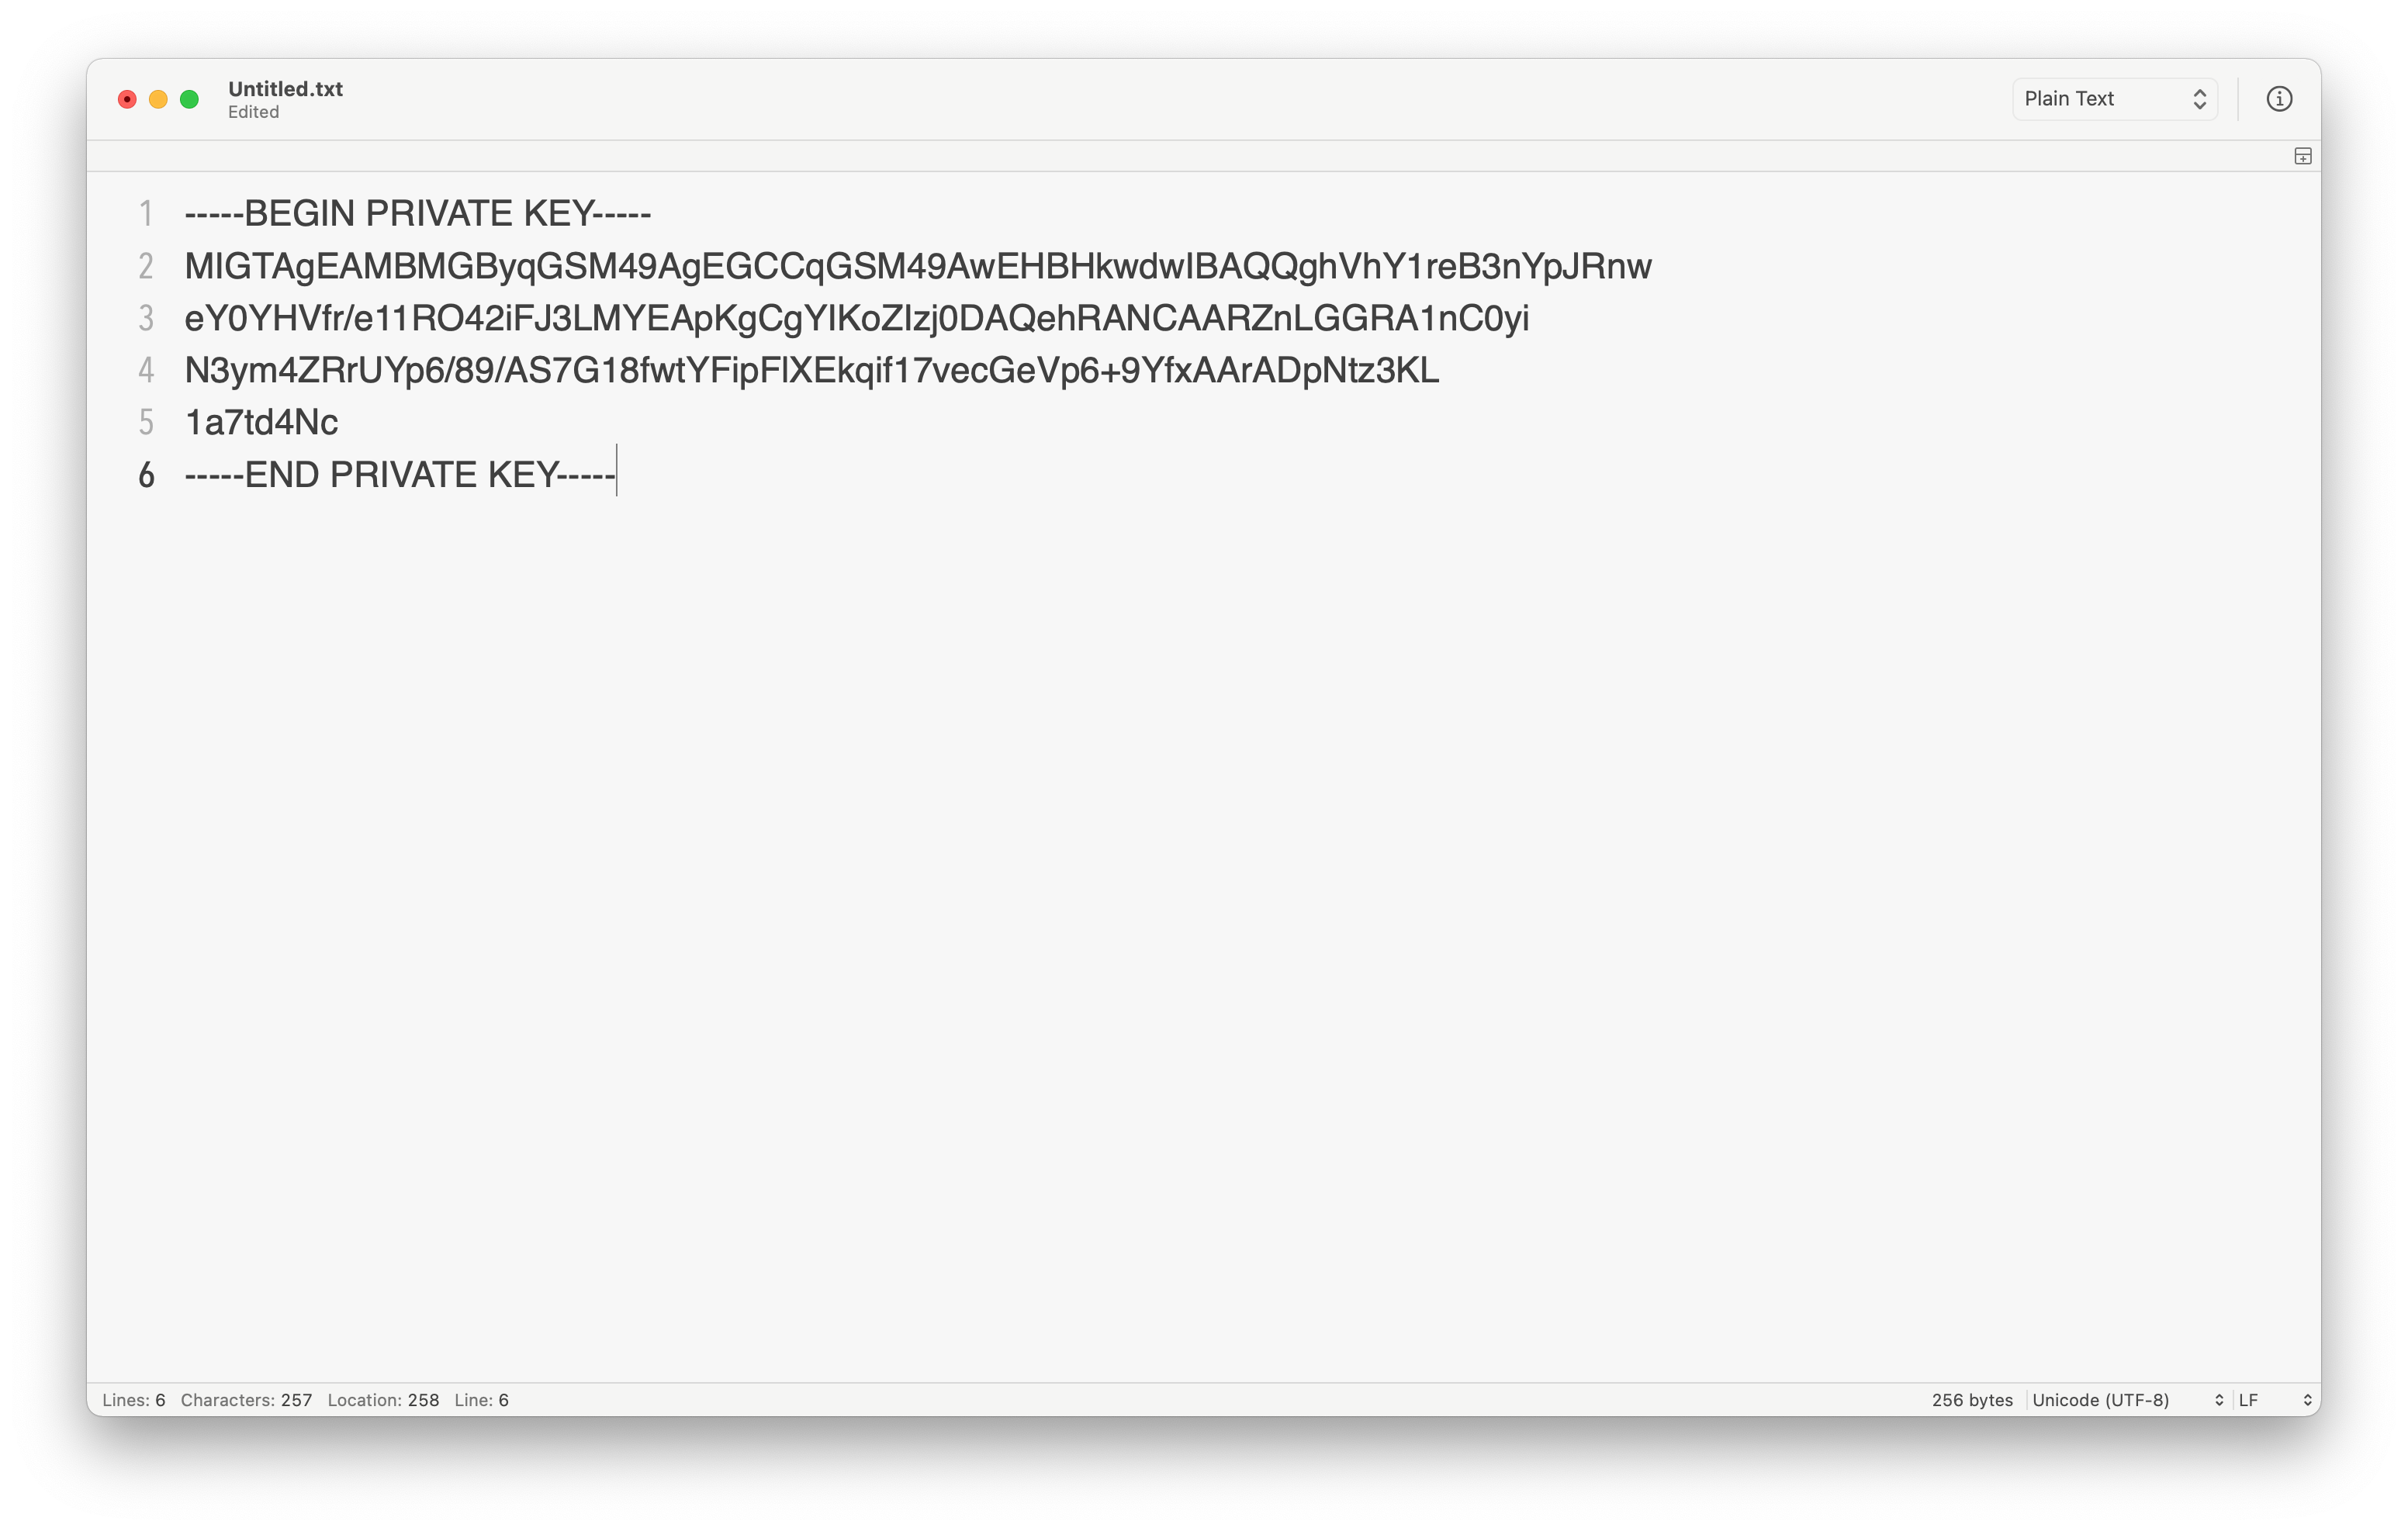 Untitled.txt
Edited
Plain Text
1 -----BEGIN PRIVATE KEY-----
2 MIGTAgEAMBMGByqGSM49AgEGCCqGSM49AwEHBHkwdwIBAQQghVhY1reB3nYpJRnw
3 eY0YHVfr/e11RO42iFJ3LMYEApKgCgYIKoZIzj0DAQehRANCAARZnLGGRA1nC0yi
4 N3ym4ZRrUYp6/89/AS7G18fwtYFipFlXEkqif17vecGeVp6+9YfxAArADpNtz3KL
5 1a7td4Nc
6 -----END PRIVATE KEY-----
Lines: 6 Characters: 257 Location: 258 Line: 6 256 bytes Unicode (UTF-8) LF